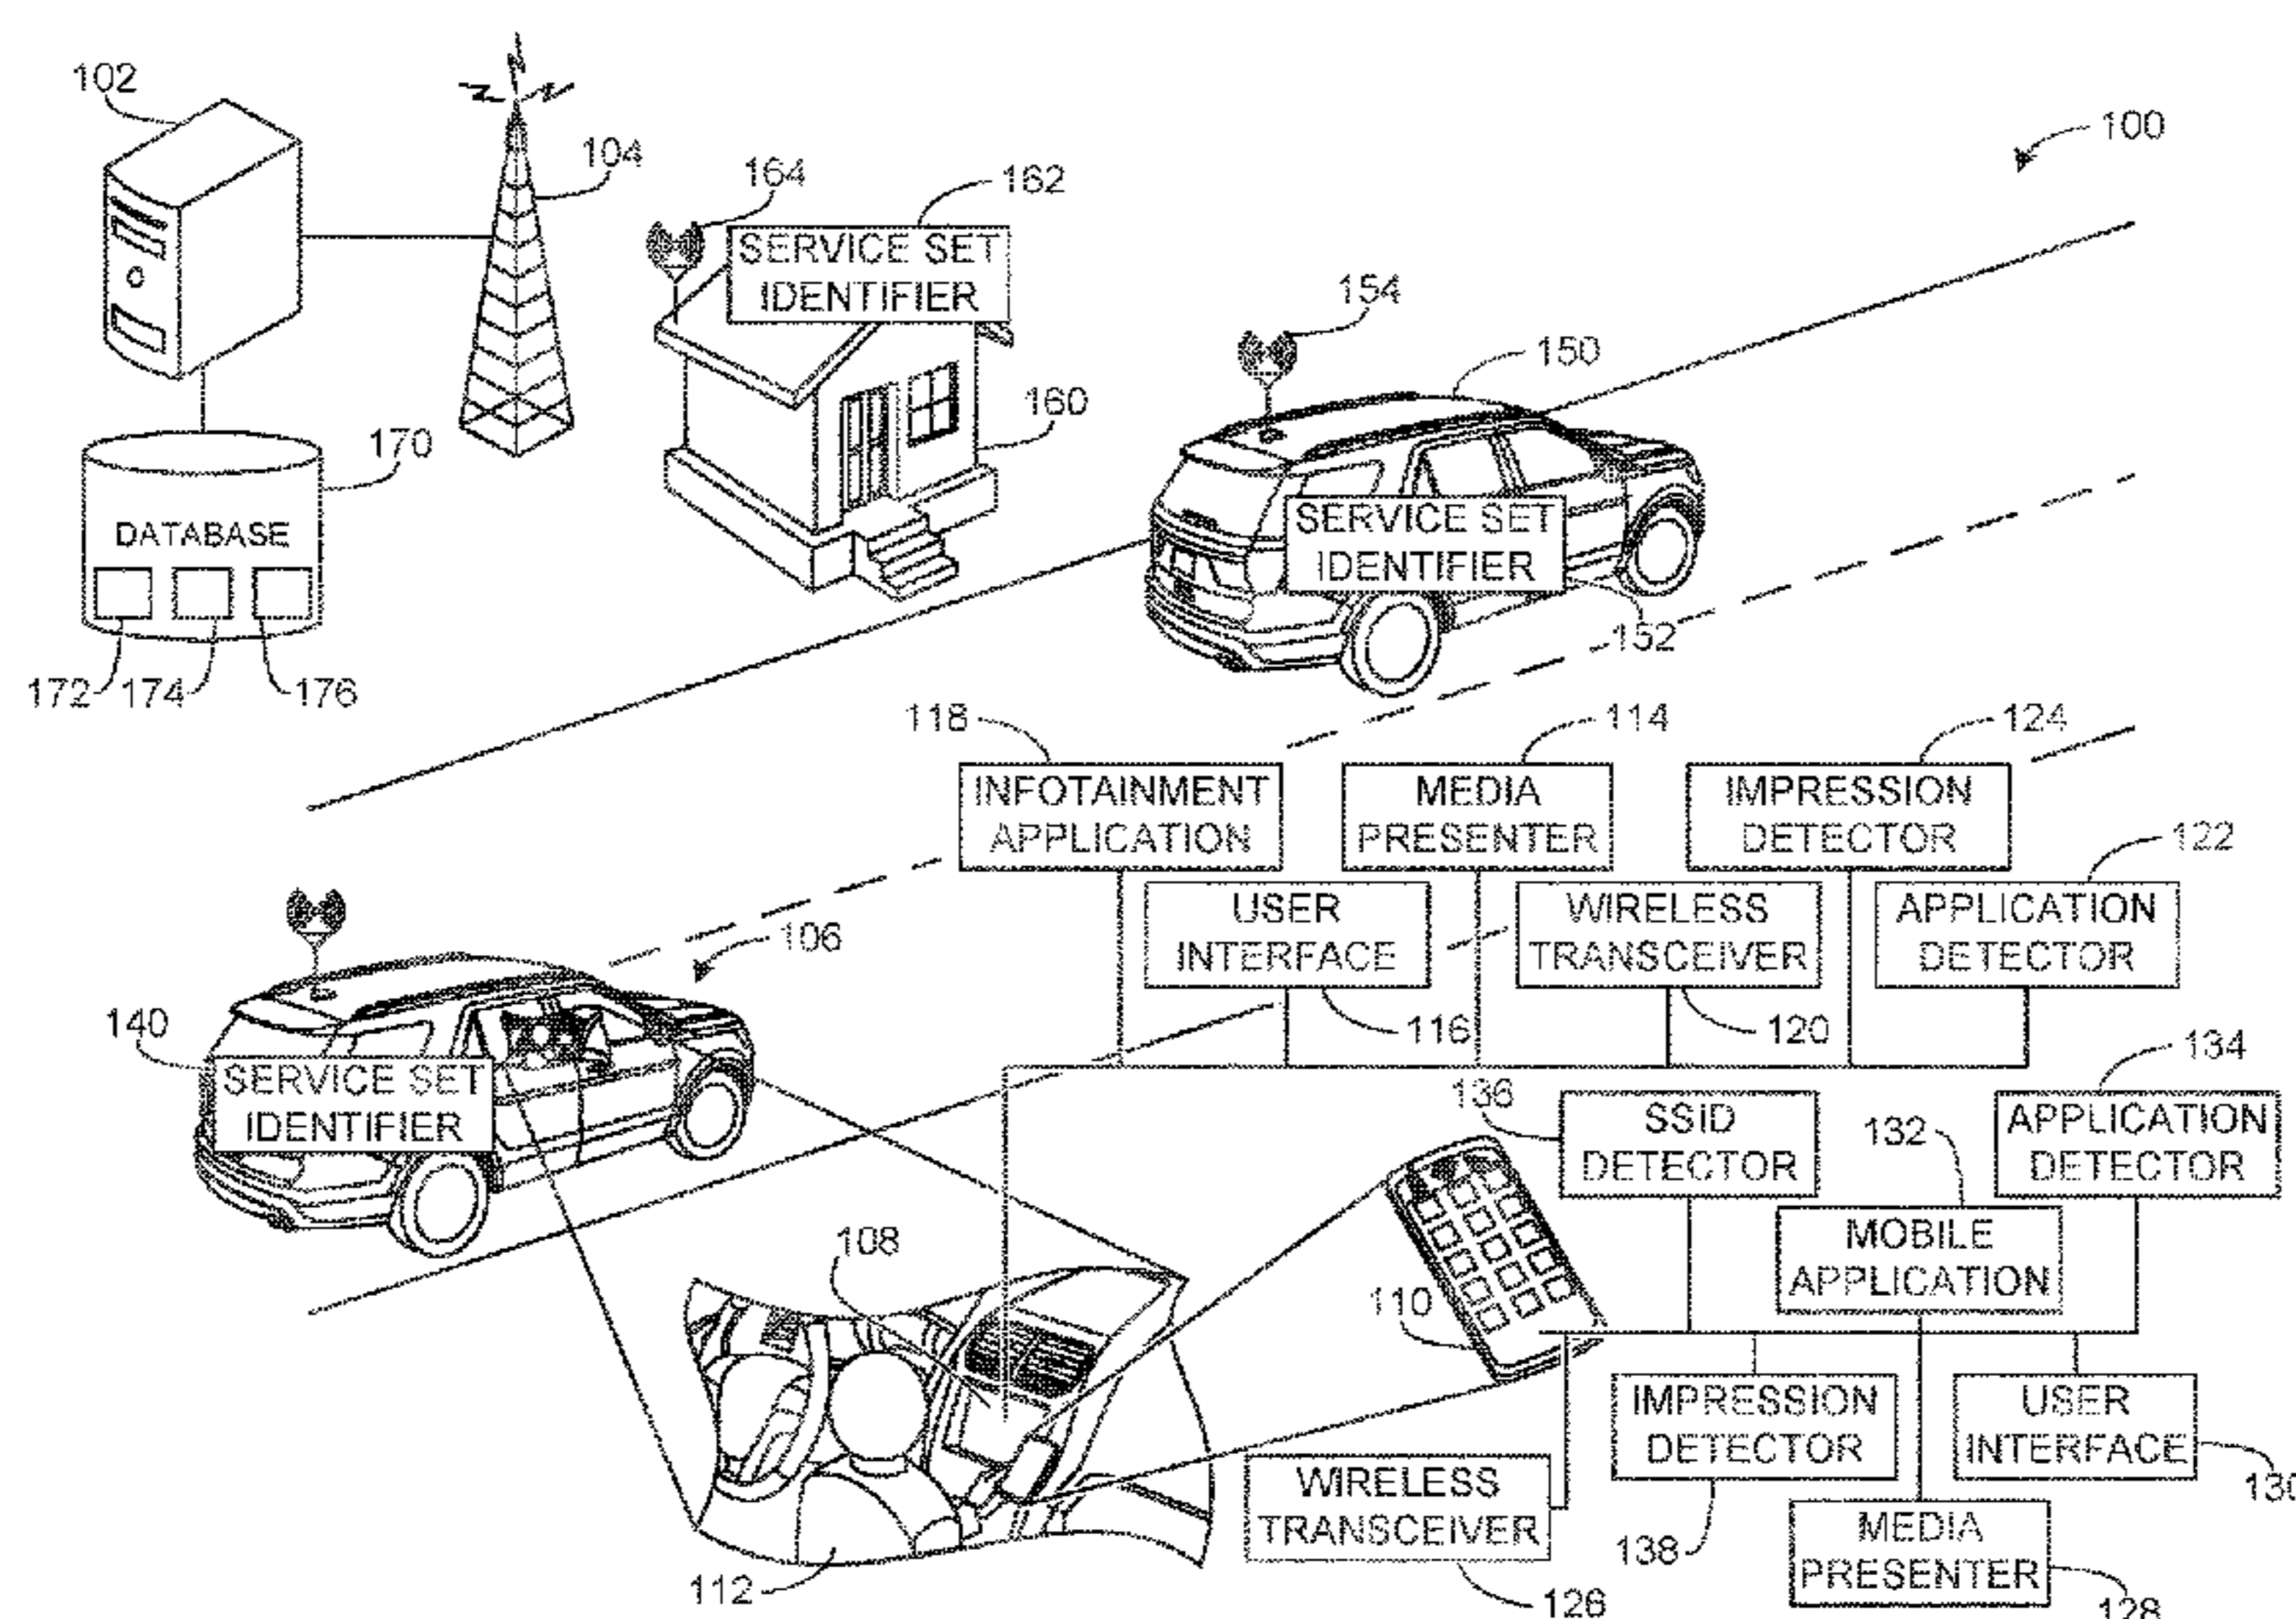 102
104
164
162
SERVICE SET
IDENTIFIER
100
154
150
160
170
DATABASE
SERVICE SET
IDENTIFIER
152
172
174
176
118
114
124
INFOTAINMENT
APPLICATION
MEDIA
PRESENTER
IMPRESSION
DETECTOR
122
USER
INTERFACE
WIRELESS
TRANSCEIVER
APPLICATION
DETECTOR
106
116
120
140
SERVICE SET
IDENTIFIER
134
136
SSID
DETECTOR
132
APPLICATION
DETECTOR
MOBILE
APPLICATION
108
110
IMPRESSION
DETECTOR
USER
INTERFACE
130
WIRELESS
TRANSCEIVER
138
MEDIA
PRESENTER
112
126
128